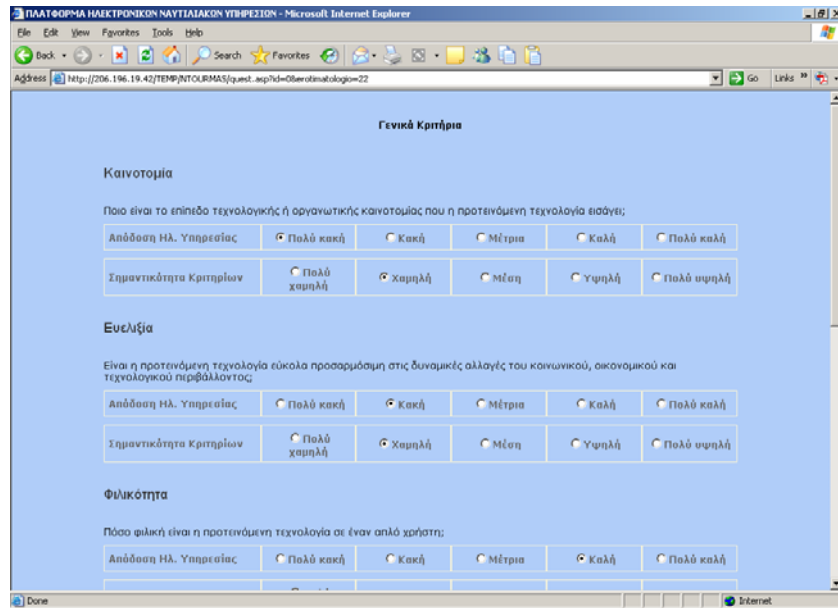 ΠΛΑΤΦΟΡΜΑ ΗΛΕΚΤΡΟΝΙΚΩΝ ΝΑΥΤΙΛΙΑΚΩΝ ΥΠΗΡΕΣΙΩΝ - Microsoft Internet Explorer
File Edit View Favorites Tools Help
Back Search Favorites
Address http://206.196.19.42/TEMP/NTOURMAS/quest.asp?id=0&erotimatologio=22 Go Links »
Γενικά Κριτήρια
Καινοτομία
Ποιο είναι το επίπεδο τεχνολογικής ή οργανωτικής καινοτομίας που η προτεινόμενη τεχνολογία εισάγει;
Απόδοση Ηλ. Υπηρεσίας Πολύ κακή Κακή Μέτρια Καλή Πολύ καλή
Σημαντικότητα Κριτηρίων Πολύ χαμηλή Χαμηλή Μέση Υψηλή Πολύ υψηλή
Ευελιξία
Είναι η προτεινόμενη τεχνολογία εύκολα προσαρμόσιμη στις δυναμικές αλλαγές του κοινωνικού, οικονομικού και
τεχνολογικού περιβάλλοντος;
Απόδοση Ηλ. Υπηρεσίας Πολύ κακή Κακή Μέτρια Καλή Πολύ καλή
Σημαντικότητα Κριτηρίων Πολύ χαμηλή Χαμηλή Μέση Υψηλή Πολύ υψηλή
Φιλικότητα
Πόσο φιλική είναι η προτεινόμενη τεχνολογία σε έναν απλό χρήστη;
Απόδοση Ηλ. Υπηρεσίας Πολύ κακή Κακή Μέτρια Καλή Πολύ καλή
Done Internet